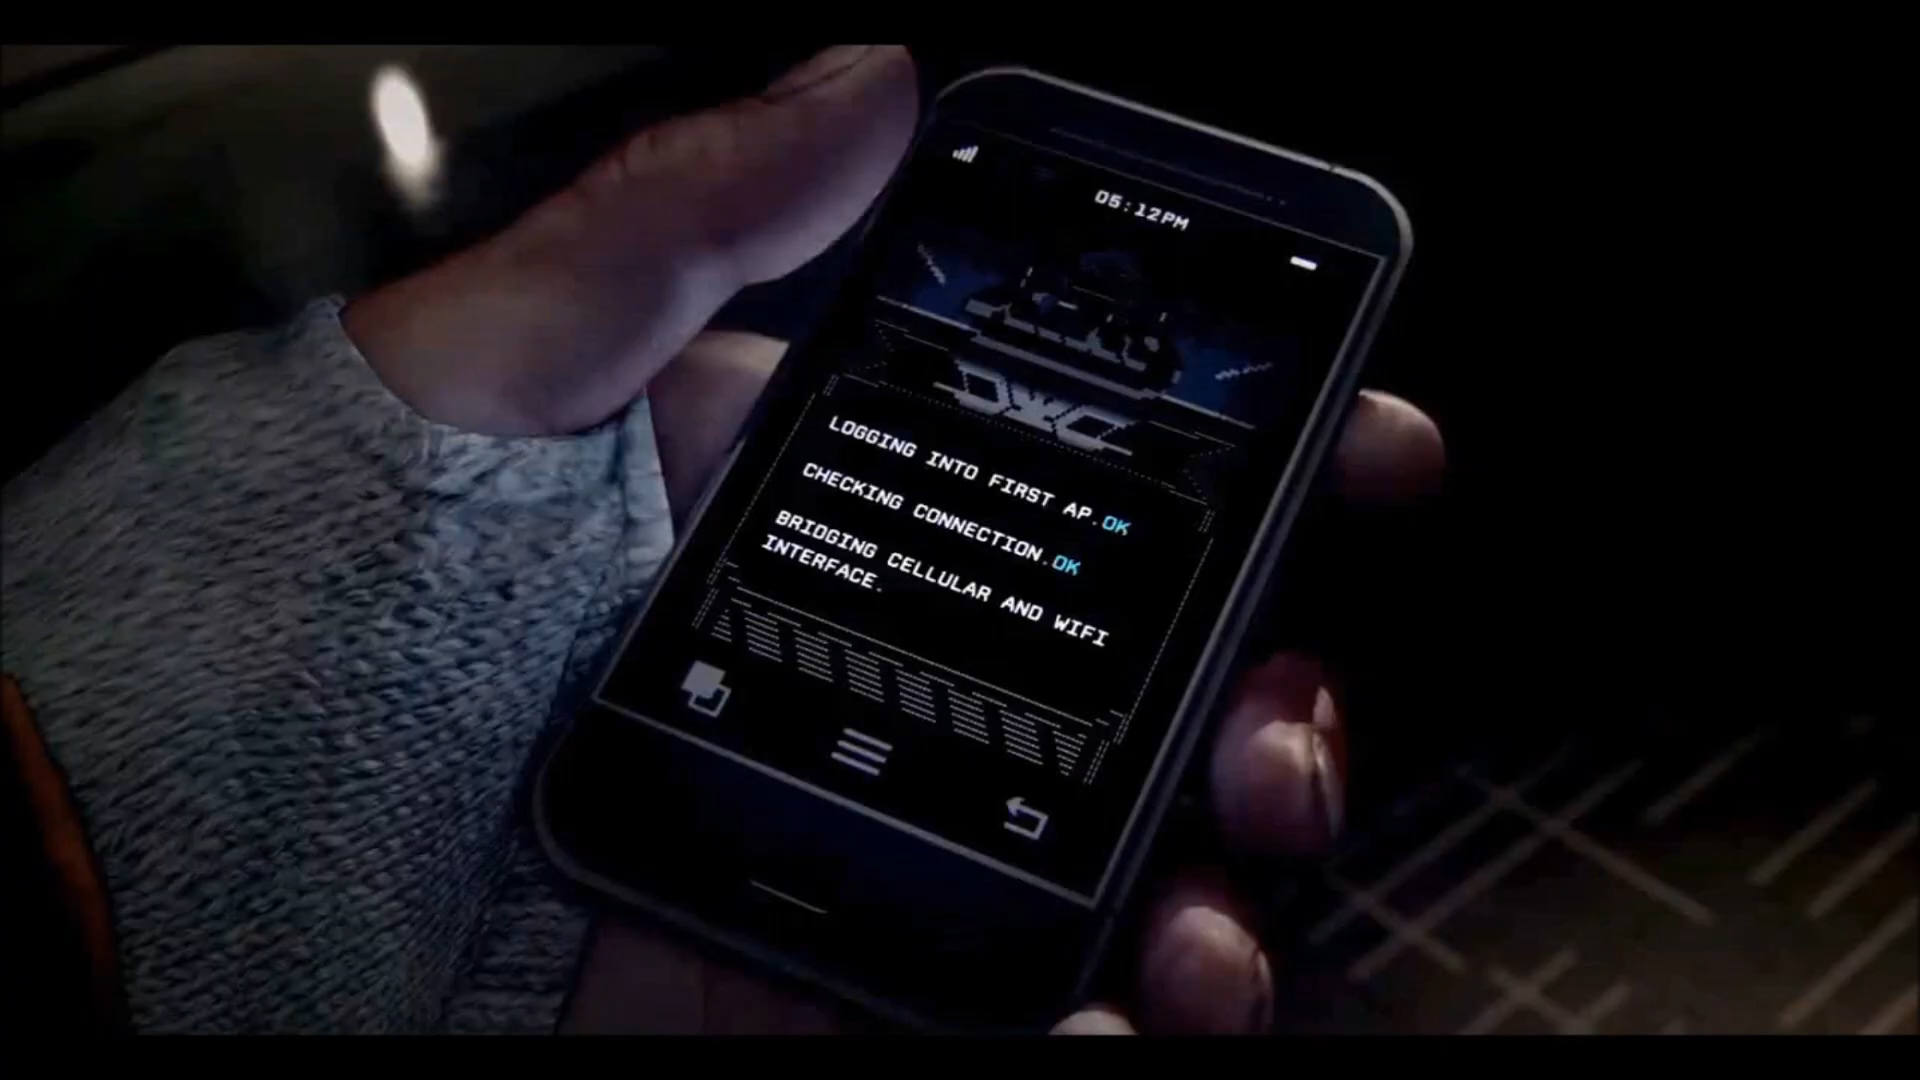 05:12PM
LOGGING INTO FIRST AP.OK
CHECKING CONNECTION.OK
BRIDGING CELLULAR AND WIFI
INTERFACE.